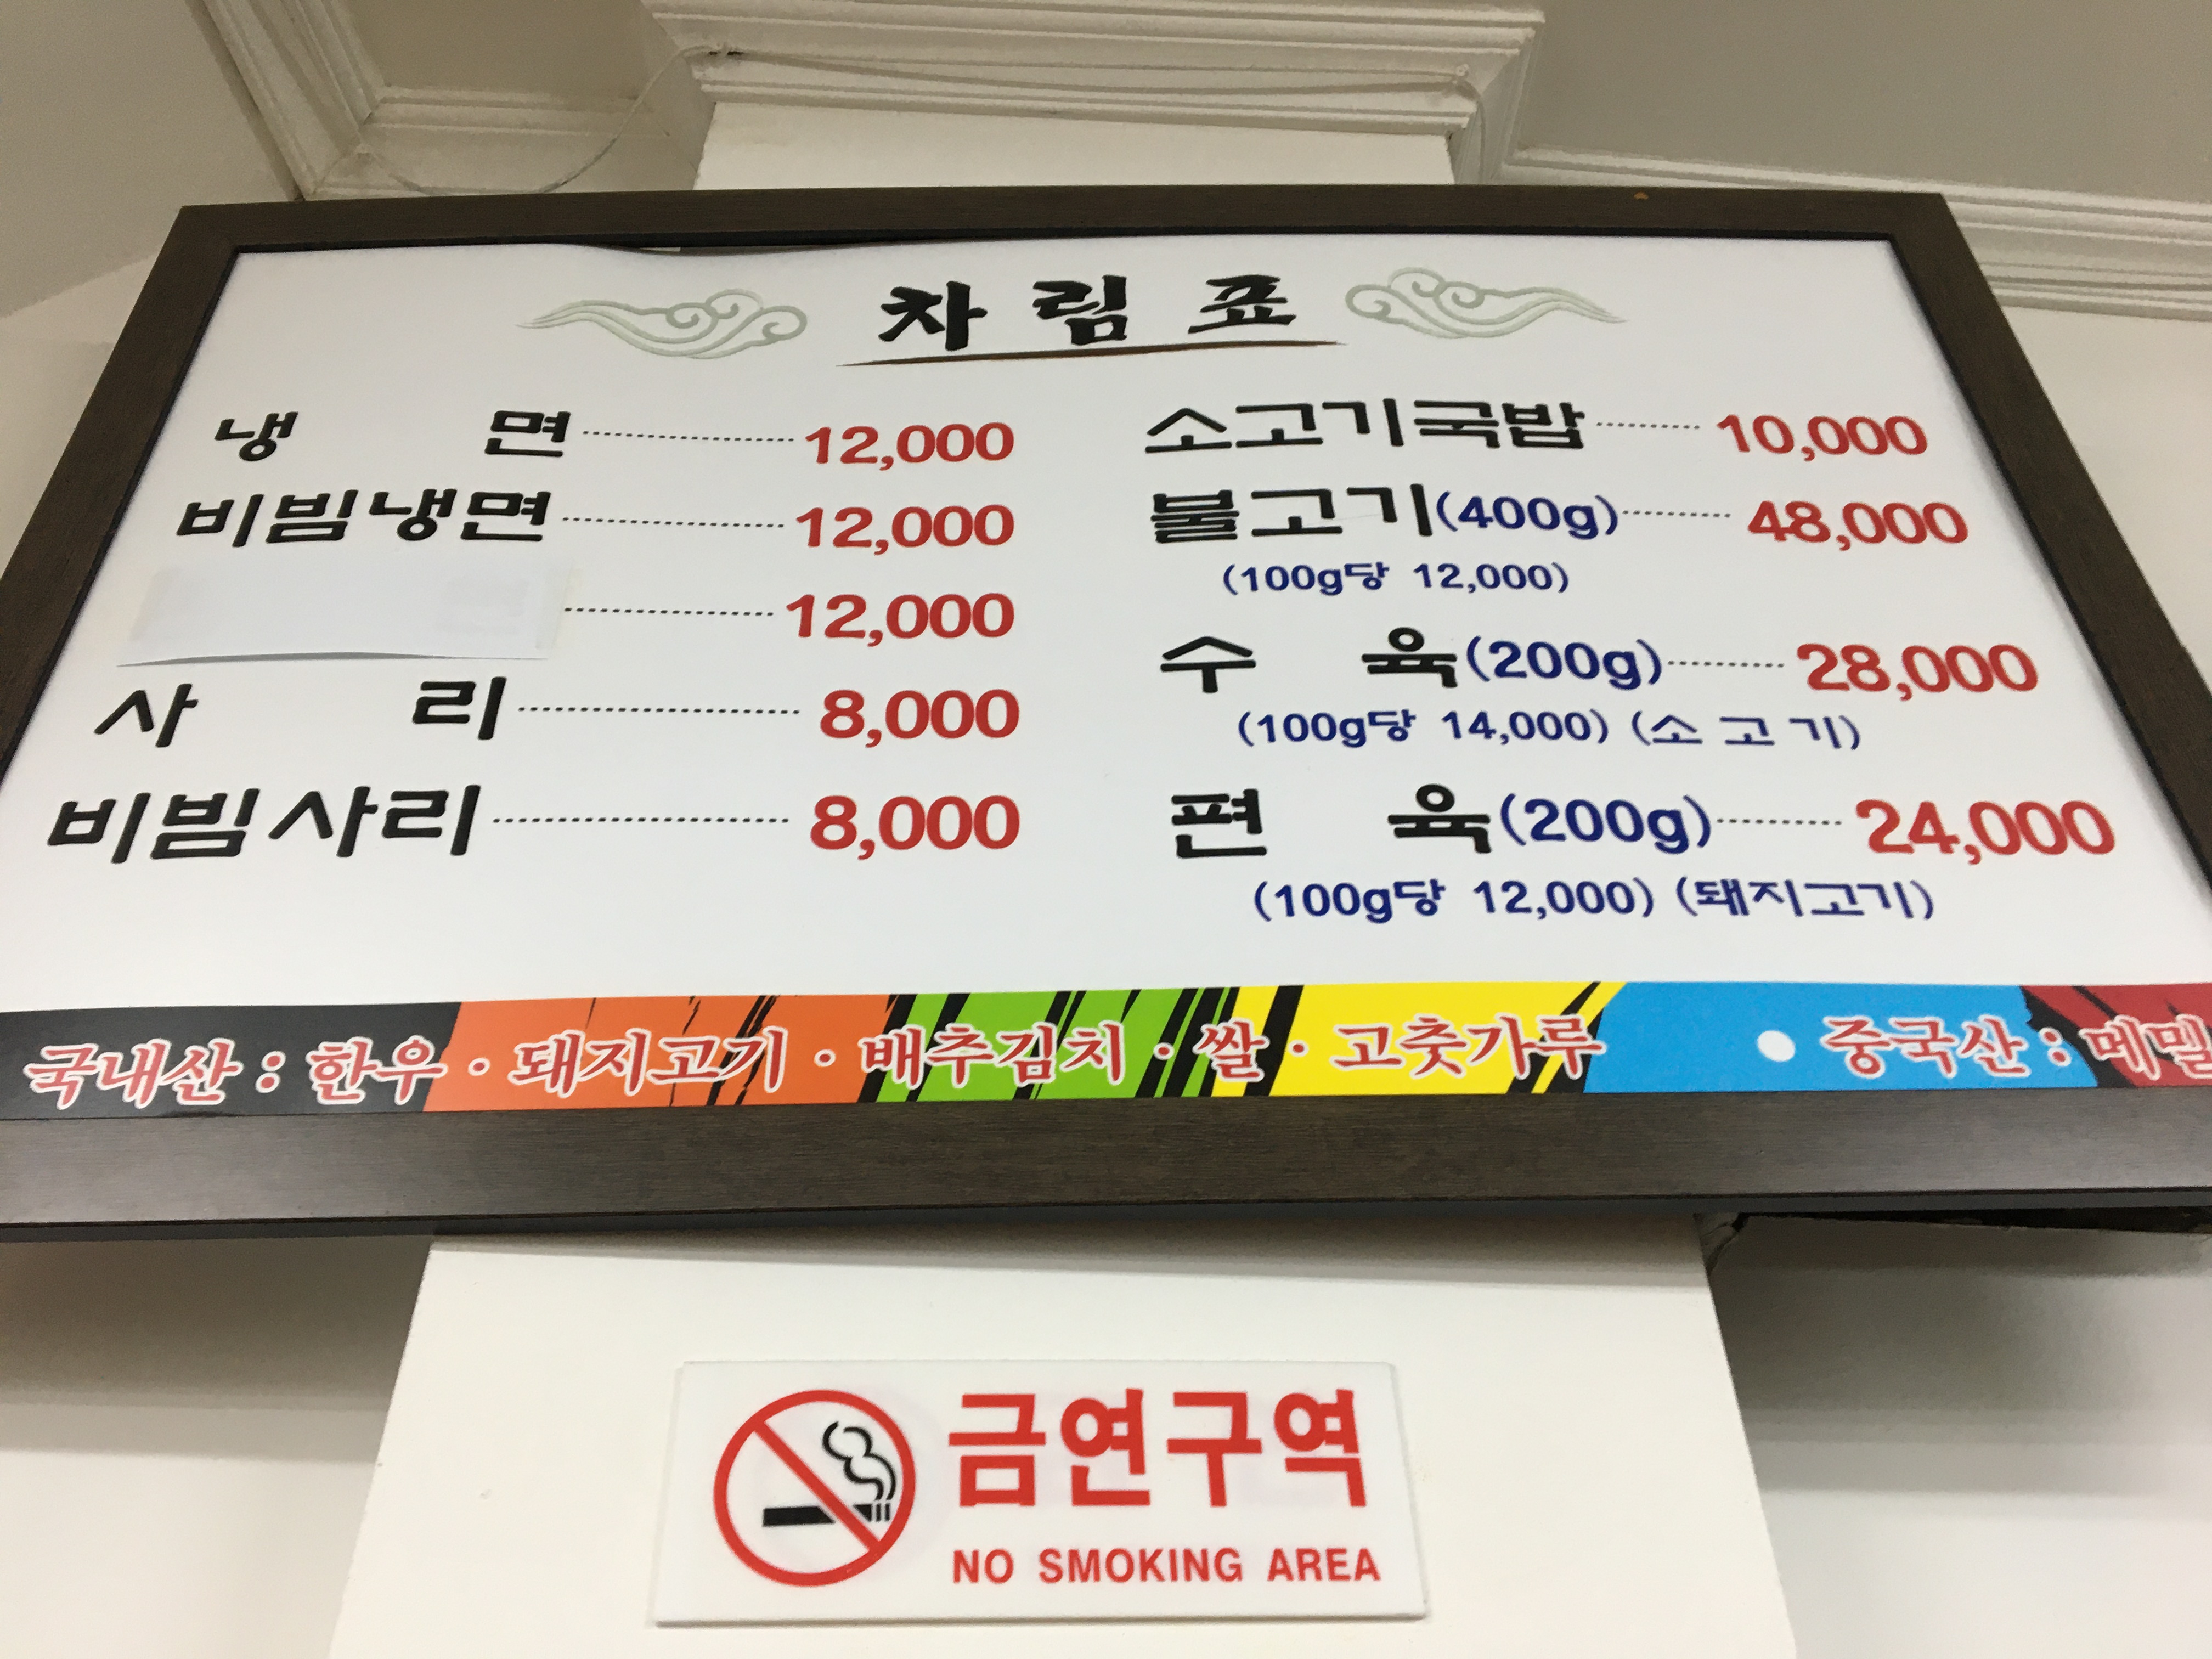 차림표
냉 면 12,000
비빔냉면 12,000
12,000
사 리 8,000
비빔사리 8,000
소고기국밥 10,000
불고기(400g) 48,000
(100g당 12,000)
수 육(200g) 28,000
(100g당 14,000) (소 고 기)
편 육(200g) 24,000
(100g당 12,000) (돼지고기)
국내산 : 한우 · 돼지고기 · 배추김치 · 쌀 · 고춧가루 ● 중국산 : 메밀
금연구역
NO SMOKING AREA